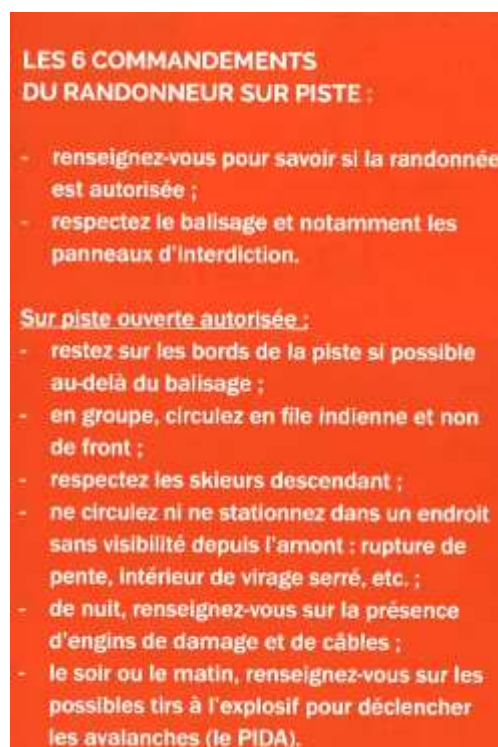 LES 6 COMMANDEMENTS
DU RANDONNEUR SUR PISTE :
- renseignez-vous pour savoir si la randonnée
est autorisée ;
- respectez le balisage et notamment les
panneaux d'interdiction.
Sur piste ouverte autorisée :
- restez sur les bords de la piste si possible
au-delà du balisage ;
- en groupe, circulez en file indienne et non
de front ;
- respectez les skieurs descendant ;
- ne circulez ni ne stationnez dans un endroit
sans visibilité depuis l'amont : rupture de
pente, intérieur de virage serré, etc. ;
- de nuit, renseignez-vous sur la présence
d'engins de damage et de câbles ;
- le soir ou le matin, renseignez-vous sur les
possibles tirs à l'explosif pour déclencher
les avalanches (le PIDA).